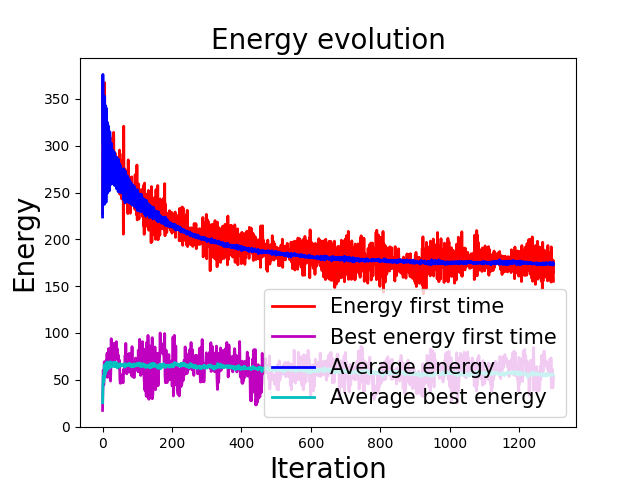 Energy evolution
Energy
350
300
250
200
150
100
50
0
Energy first time
Best energy first time
Average energy
Average best energy
0 200 400 600 800 1000 1200
Iteration